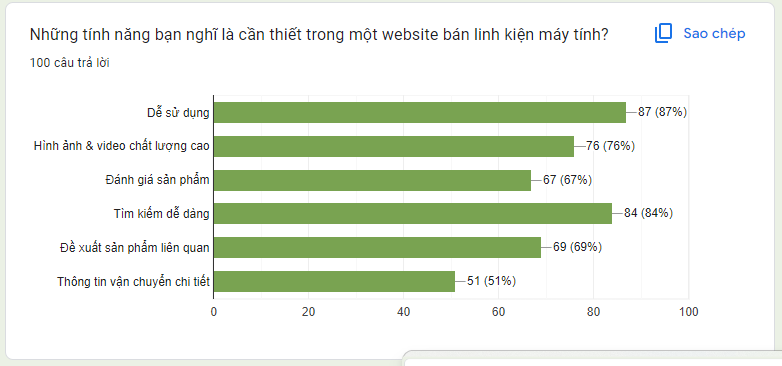 Những tính năng bạn nghĩ là cần thiết trong một website bán linh kiện máy tính?
Sao chép
100 câu trả lời
Dễ sử dụng
87 (87%)
Hình ảnh & video chất lượng cao
76 (76%)
Đánh giá sản phẩm
67 (67%)
Tìm kiếm dễ dàng
84 (84%)
Đề xuất sản phẩm liên quan
69 (69%)
Thông tin vận chuyển chi tiết
51 (51%)
0 20 40 60 80 100